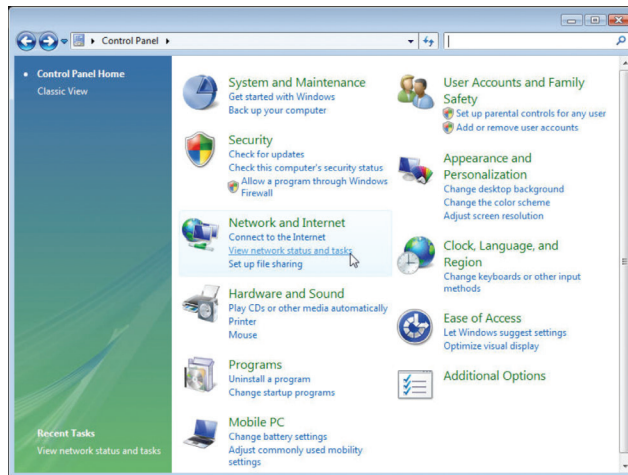 Control Panel
Control Panel Home
Classic View
System and Maintenance
Get started with Windows
Back up your computer
Security
Check for updates
Check this computer's security status
Allow a program through Windows
Firewall
Network and Internet
Connect to the Internet
View network status and tasks
Set up file sharing
Hardware and Sound
Play CDs or other media automatically
Printer
Mouse
Programs
Uninstall a program
Change startup programs
Mobile PC
Change battery settings
Adjust commonly used mobility
settings
User Accounts and Family
Safety
Set up parental controls for any user
Add or remove user accounts
Appearance and
Personalization
Change desktop background
Change the color scheme
Adjust screen resolution
Clock, Language, and
Region
Change keyboards or other input
methods
Ease of Access
Let Windows suggest settings
Optimize visual display
Additional Options
Recent Tasks
View network status and tasks